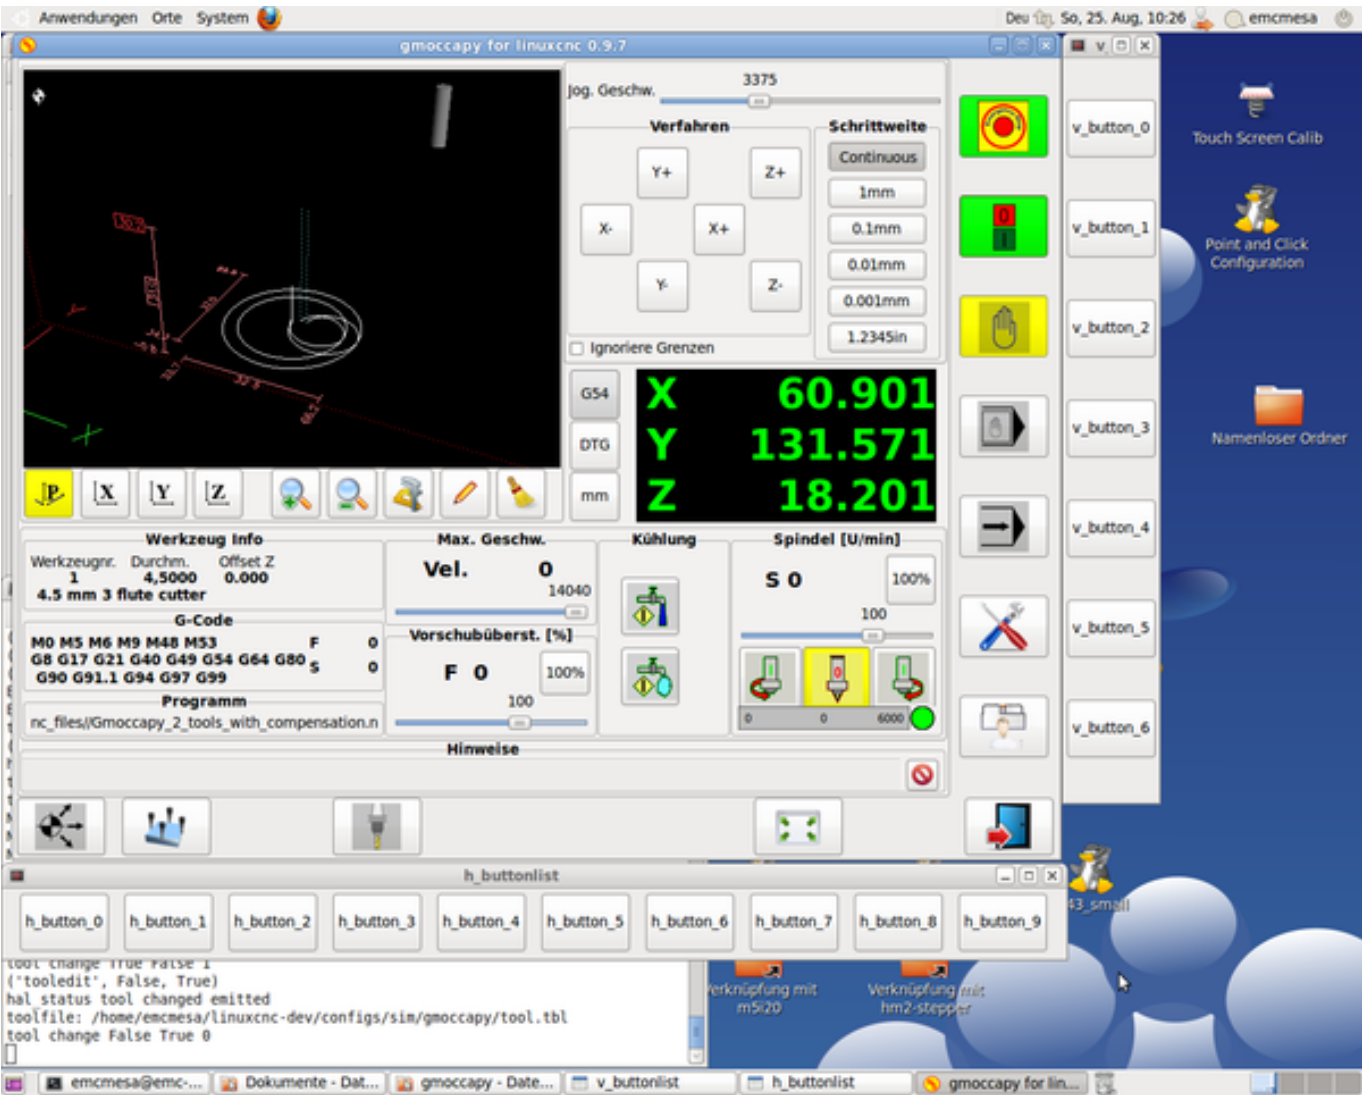 Anwendungen Orte System
Deu So, 25. Aug, 10:26 emcmesa
gmoccapy for linuxcnc 0.9.7
v_
Jog. Geschw.
3375
Verfahren
Schrittweite
Y+
Z+
X-
X+
Y-
Z-
Continuous
1mm
0.1mm
0.01mm
0.001mm
1.2345in
Ignoriere Grenzen
G54
DTG
mm
X 60.901
Y 131.571
Z 18.201
P
X
Y
Z
Werkzeug Info
Werkzeugnr. Durchm. Offset Z
1 4,5000 0.000
4.5 mm 3 flute cutter
G-Code
M0 M5 M6 M9 M48 M53
G8 G17 G21 G40 G49 G54 G64 G80
G90 G91.1 G94 G97 G99
F 0
S 0
Programm
nc_files//Gmoccapy_2_tools_with_compensation.n
Max. Geschw.
Vel. 0
14040
Vorschubüberst. [%]
F 0
100%
100
Kühlung
Spindel [U/min]
S 0
100%
100
0 0 6000
Hinweise
v_button_0
v_button_1
v_button_2
v_button_3
v_button_4
v_button_5
v_button_6
Touch Screen Calib
Point and Click
Configuration
Namenloser Ordner
43_small
h_buttonlist
h_button_0
h_button_1
h_button_2
h_button_3
h_button_4
h_button_5
h_button_6
h_button_7
h_button_8
h_button_9
tool change True False 1
('tooledit', False, True)
hal_status tool changed emitted
toolfile: /home/emcmesa/linuxcnc-dev/configs/sim/gmoccapy/tool.tbl
tool change False True 0
Verknüpfung mit
m5i20
Verknüpfung mit
hm2-stepper
emcmesa@emc-...
Dokumente - Dat...
gmoccapy - Date...
v_buttonlist
h_buttonlist
gmoccapy for lin...